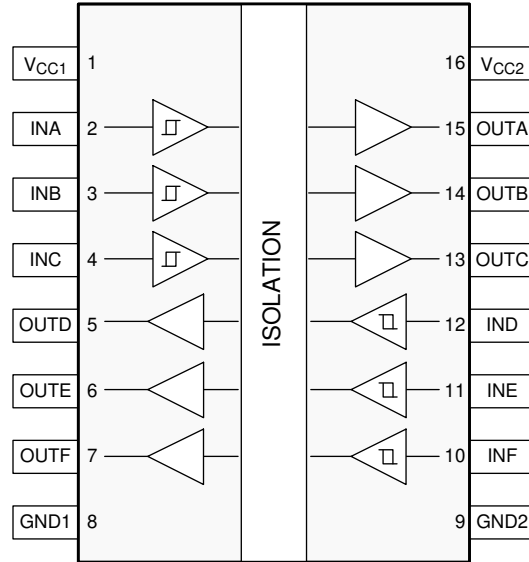 VCC1 1 16 VCC2
INA 2 15 OUTA
INB 3 14 OUTB
INC 4 13 OUTC
OUTD 5 12 IND
OUTE 6 11 INE
OUTF 7 10 INF
GND1 8 9 GND2
ISOLATION